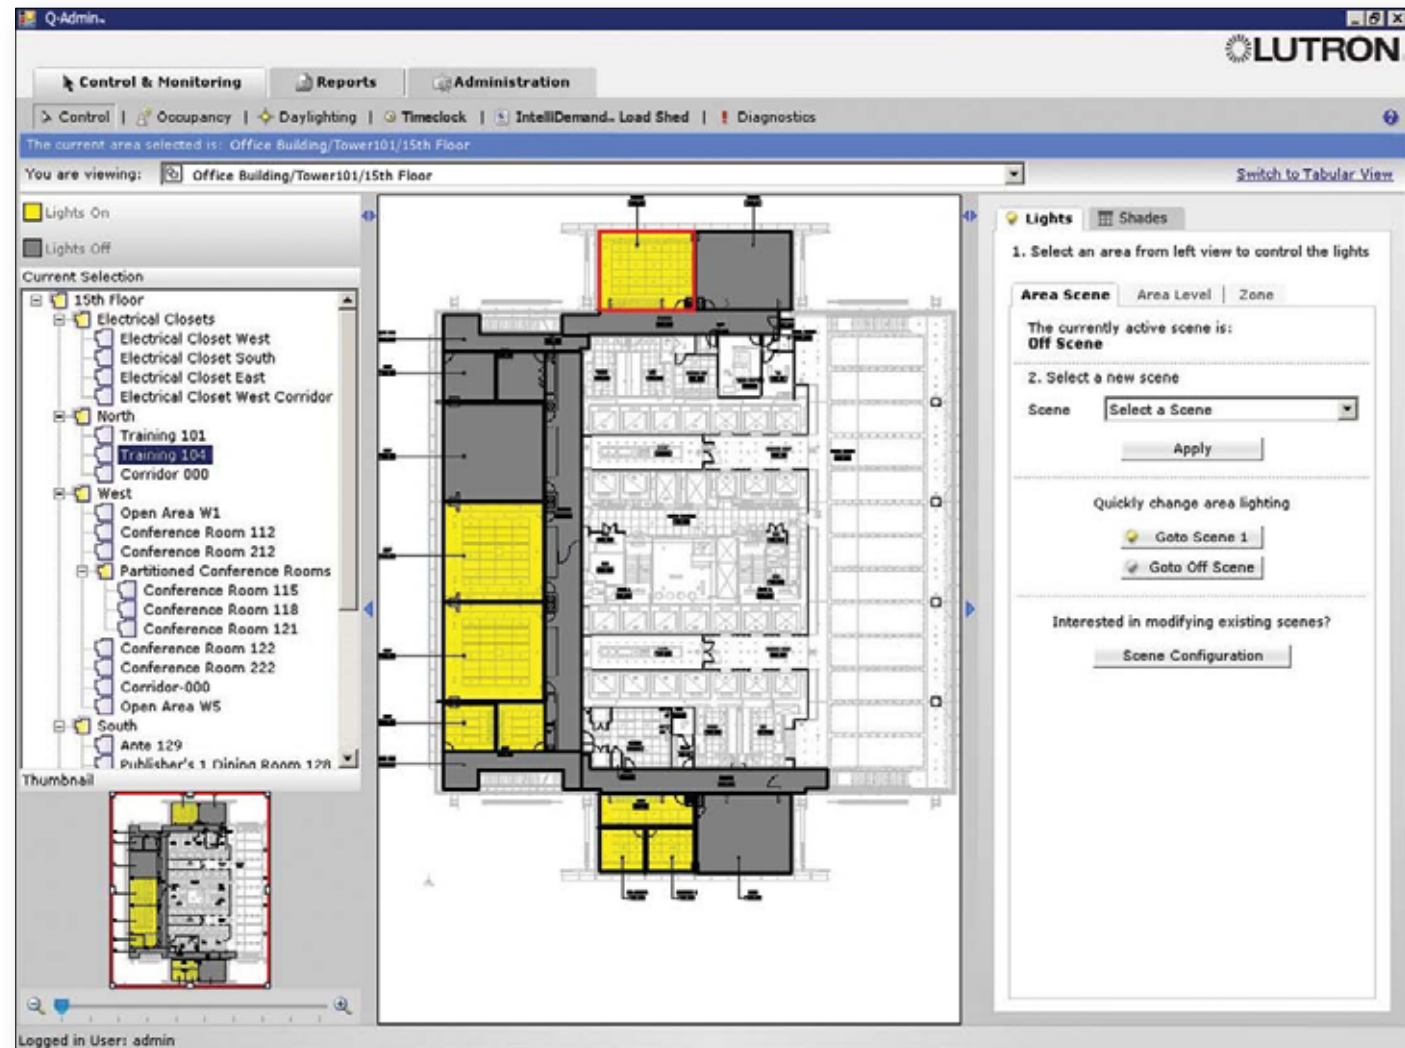 Q-Admin™
LUTRON
Control & Monitoring
Reports
Administration
Control | Occupancy | Daylighting | Timeclock | IntelliDemand™ Load Shed | Diagnostics
The current area selected is: Office Building/Tower101/15th Floor
You are viewing: Office Building/Tower101/15th Floor
Switch to Tabular View
Lights On
Lights Off
Current Selection
15th Floor
Electrical Closets
Electrical Closet West
Electrical Closet South
Electrical Closet East
Electrical Closet West Corridor
North
Training 101
Training 104
Corridor 000
West
Open Area W1
Conference Room 112
Conference Room 212
Partitioned Conference Rooms
Conference Room 115
Conference Room 118
Conference Room 121
Conference Room 122
Conference Room 222
Corridor-000
Open Area W5
South
Ante 129
Publisher's 1 Dining Room 128
Thumbnail
Logged in User: admin
Lights
Shades
1. Select an area from left view to control the lights
Area Scene
Area Level | Zone
The currently active scene is:
Off Scene
2. Select a new scene
Scene Select a Scene
Apply
Quickly change area lighting
Goto Scene 1
Goto Off Scene
Interested in modifying existing scenes?
Scene Configuration